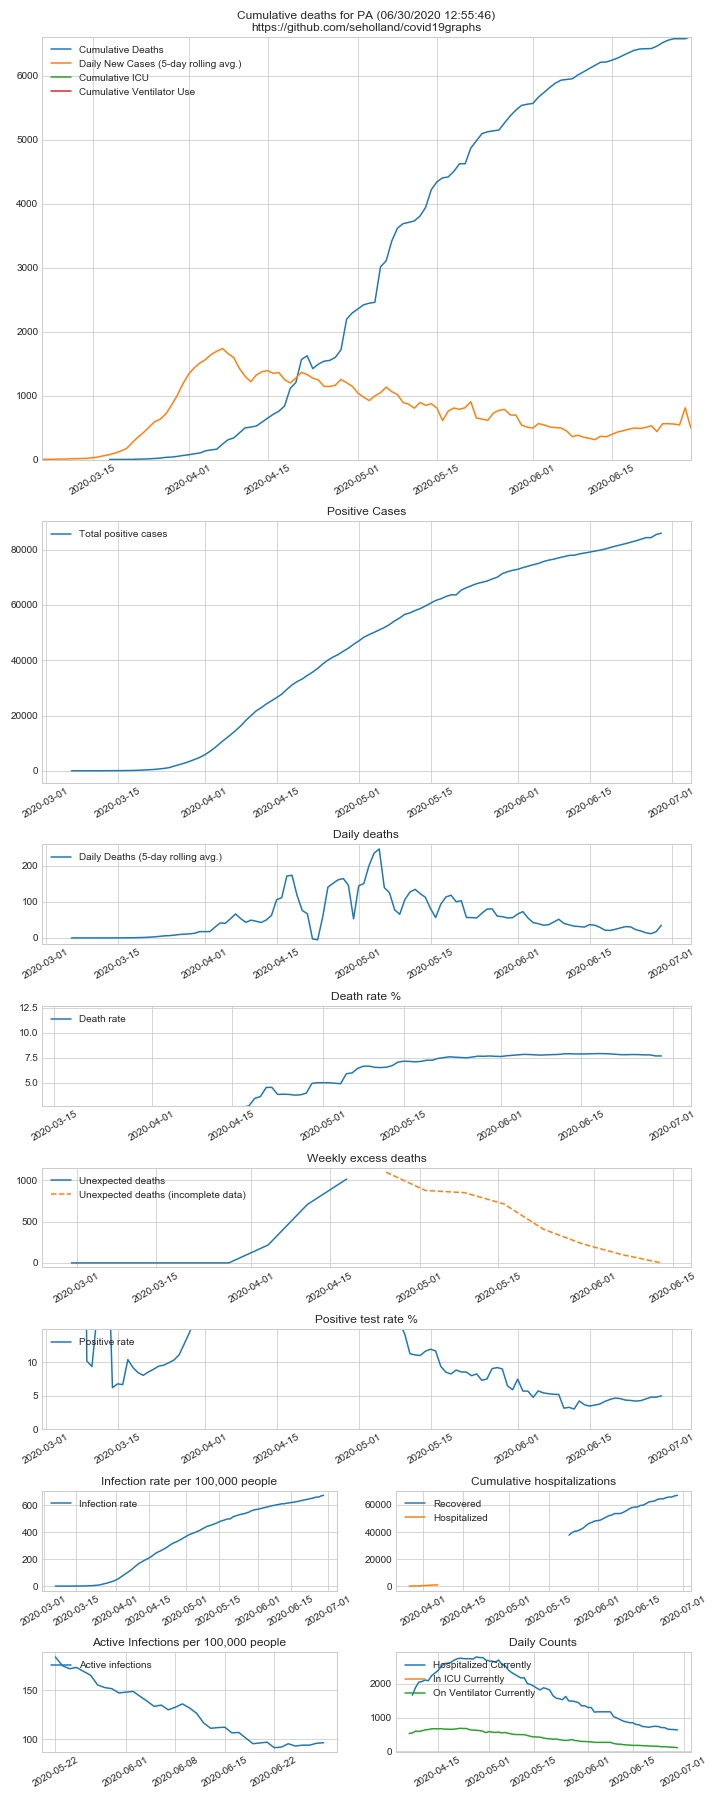 Cumulative deaths for PA (06/30/2020 12:55:46)
https://github.com/seholland/covid19graphs
Cumulative Deaths
Daily New Cases (5-day rolling avg.)
Cumulative ICU
Cumulative Ventilator Use
6000
5000
4000
3000
2000
1000
0
2020-03-15 2020-04-01 2020-04-15 2020-05-01 2020-05-15 2020-06-01 2020-06-15
Positive Cases
Total positive cases
80000
60000
40000
20000
0
2020-03-01 2020-03-15 2020-04-01 2020-04-15 2020-05-01 2020-05-15 2020-06-01 2020-06-15 2020-07-01
Daily deaths
Daily Deaths (5-day rolling avg.)
200
100
0
2020-03-01 2020-03-15 2020-04-01 2020-04-15 2020-05-01 2020-05-15 2020-06-01 2020-06-15 2020-07-01
Death rate %
12.5
Death rate
10.0
7.5
5.0
2020-03-15 2020-04-01 2020-04-15 2020-05-01 2020-05-15 2020-06-01 2020-06-15 2020-07-01
Weekly excess deaths
1000
Unexpected deaths
Unexpected deaths (incomplete data)
500
0
2020-03-01 2020-03-15 2020-04-01 2020-04-15 2020-05-01 2020-05-15 2020-06-01 2020-06-15
Positive test rate %
Positive rate
10
5
0
2020-03-01 2020-03-15 2020-04-01 2020-04-15 2020-05-01 2020-05-15 2020-06-01 2020-06-15 2020-07-01
Infection rate per 100,000 people
Infection rate
600
400
200
0
2020-03-01 2020-03-15 2020-04-01 2020-04-15 2020-05-01 2020-05-15 2020-06-01 2020-06-15 2020-07-01
Cumulative hospitalizations
Recovered
Hospitalized
60000
40000
20000
0
2020-04-01 2020-04-15 2020-05-01 2020-05-15 2020-06-01 2020-06-15 2020-07-01
Active Infections per 100,000 people
Active infections
150
100
2020-05-22 2020-06-01 2020-06-08 2020-06-15 2020-06-22
Daily Counts
Hospitalized Currently
In ICU Currently
On Ventilator Currently
2000
1000
0
2020-04-15 2020-05-01 2020-05-15 2020-06-01 2020-06-15 2020-07-01